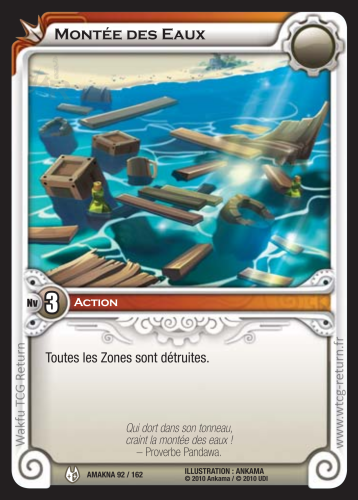 MONTÉE DES EAUX
Nv 3 ACTION
Toutes les Zones sont détruites.
Qui dort dans son tonneau,
craint la montée des eaux !
– Proverbe Pandawa.
AMAKNA 92 / 162
ILLUSTRATION : ANKAMA
© 2010 Ankama / © 2010 UDI
Wakfu TCG Return
www.wtcg-return.fr